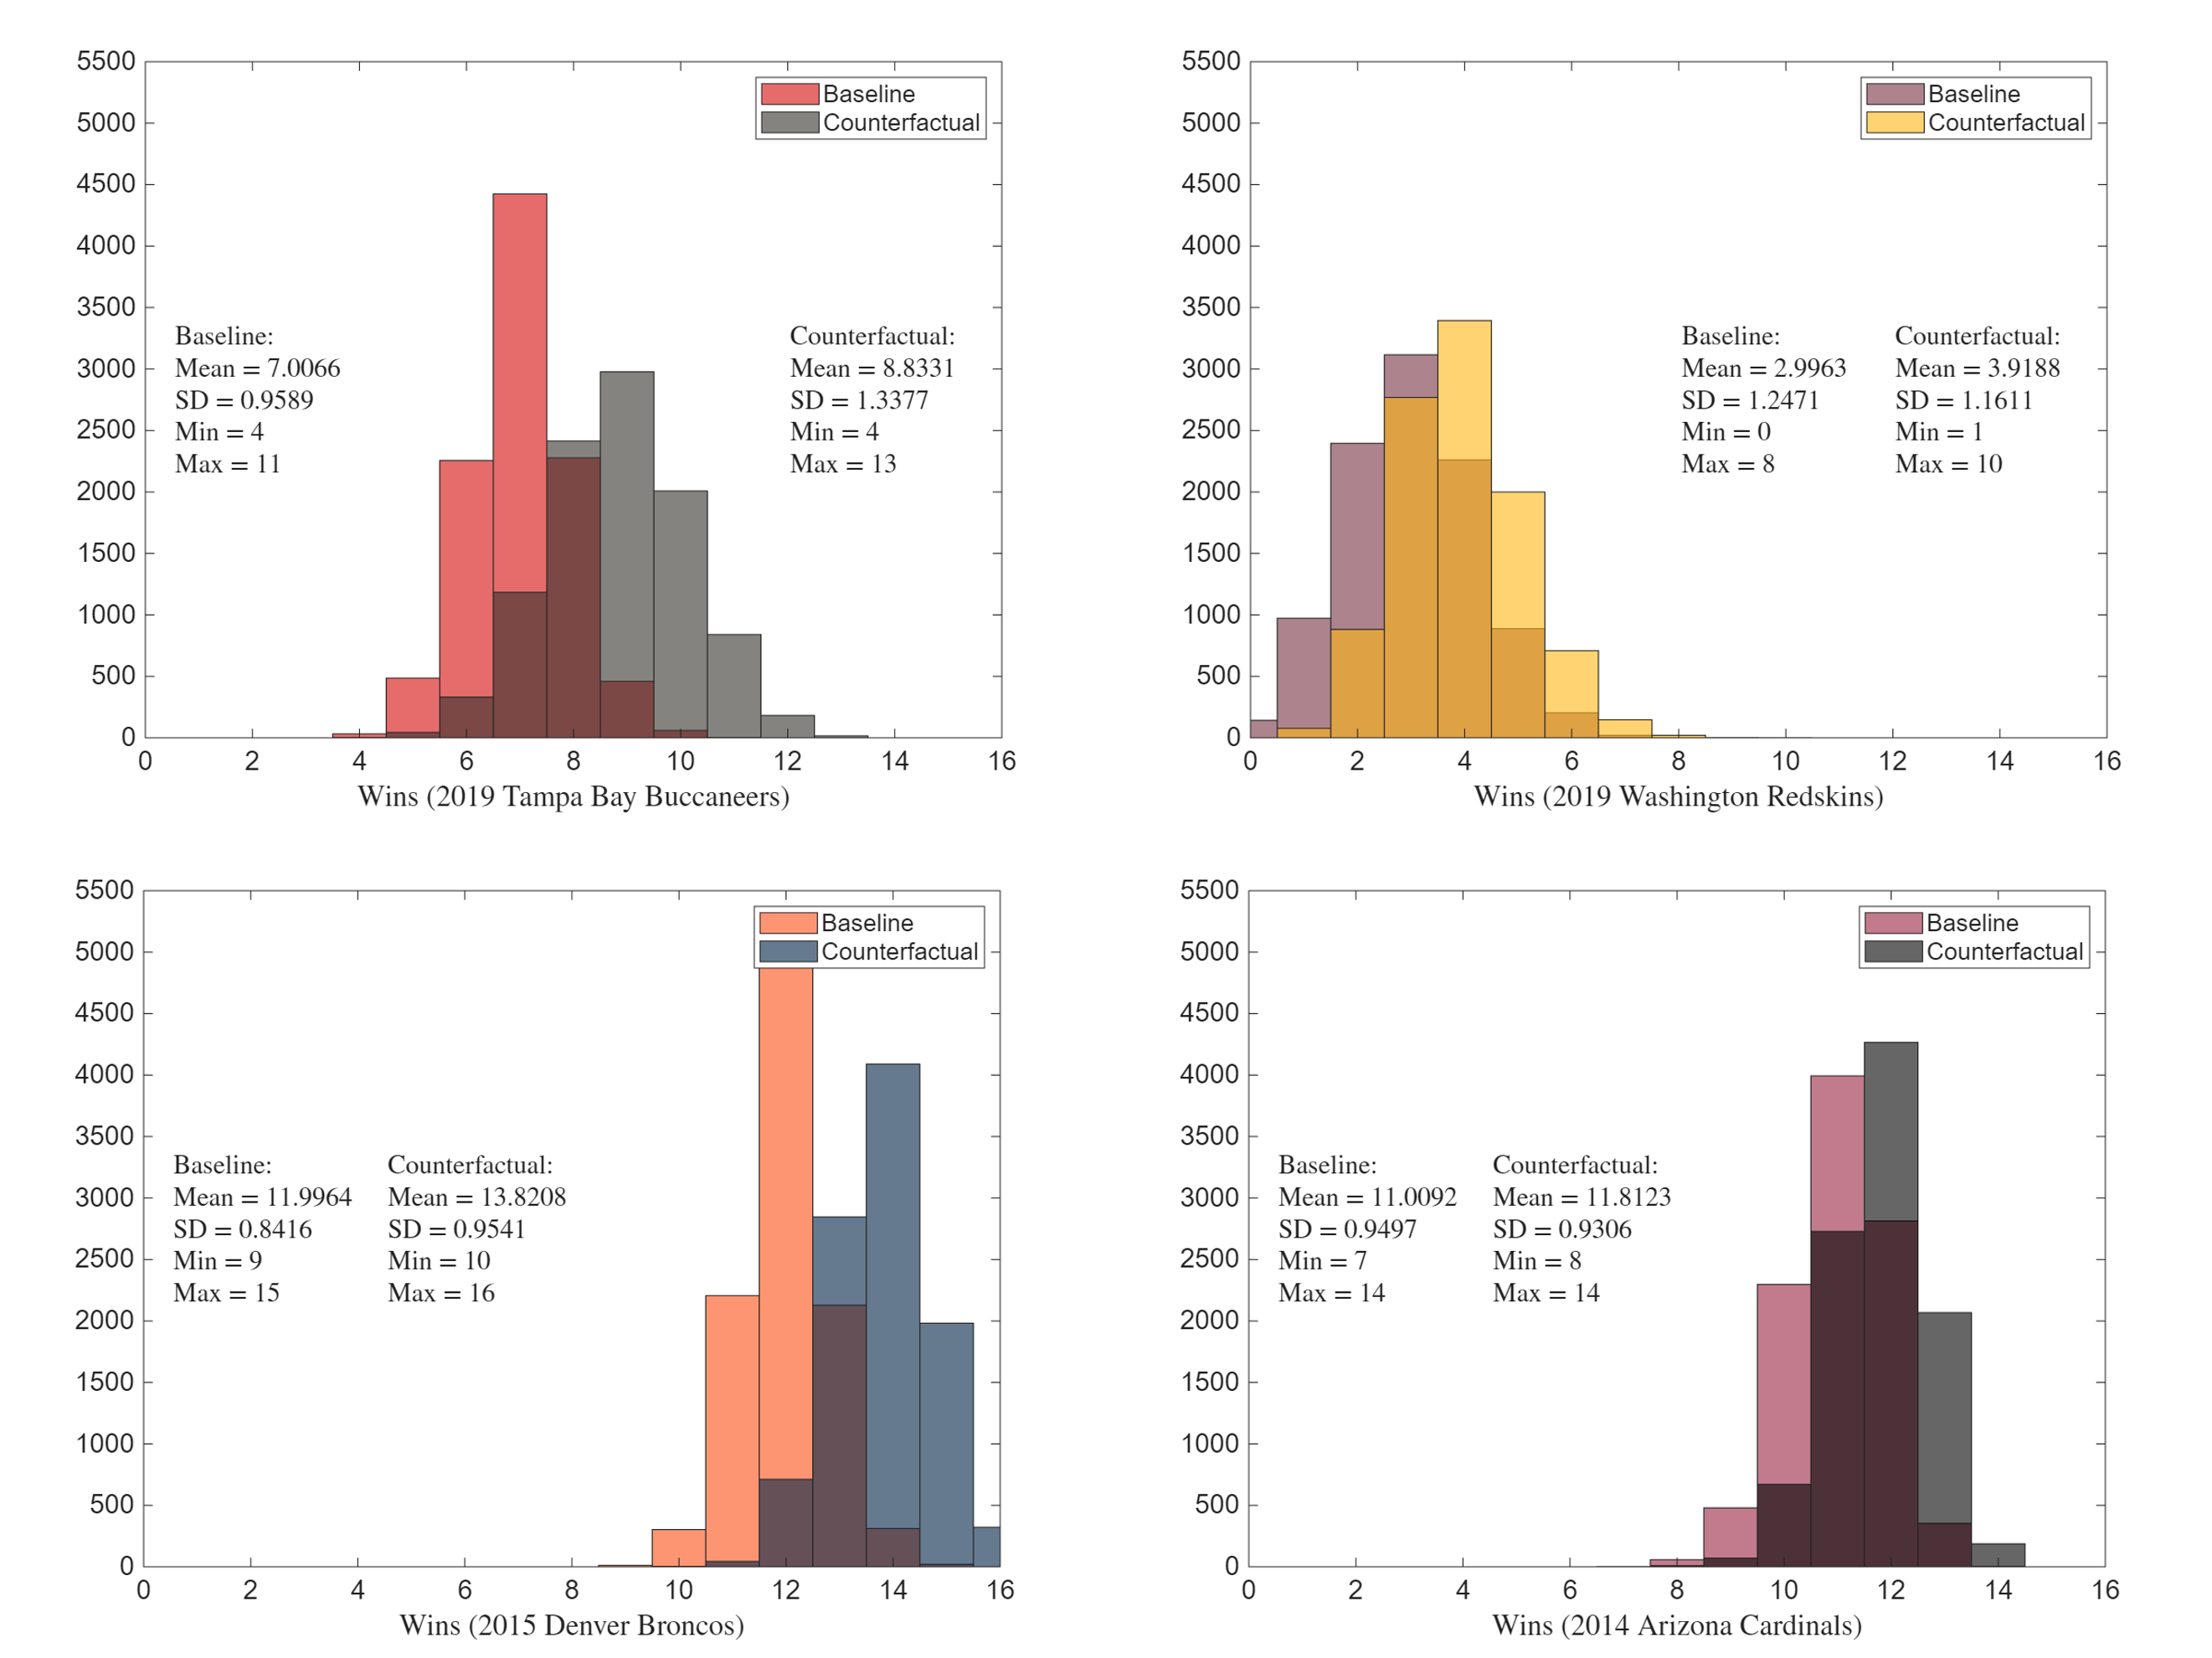 5500
5000
4500
4000
3500
3000
2500
2000
1500
1000
500
0
0 2 4 6 8 10 12 14 16
Baseline
Counterfactual
Baseline:
Mean = 7.0066
SD = 0.9589
Min = 4
Max = 11
Counterfactual:
Mean = 8.8331
SD = 1.3377
Min = 4
Max = 13
Wins (2019 Tampa Bay Buccaneers)
5500
5000
4500
4000
3500
3000
2500
2000
1500
1000
500
0
0 2 4 6 8 10 12 14 16
Baseline
Counterfactual
Baseline:
Mean = 2.9963
SD = 1.2471
Min = 0
Max = 8
Counterfactual:
Mean = 3.9188
SD = 1.1611
Min = 1
Max = 10
Wins (2019 Washington Redskins)
5500
5000
4500
4000
3500
3000
2500
2000
1500
1000
500
0
0 2 4 6 8 10 12 14 16
Baseline
Counterfactual
Baseline:
Mean = 11.9964
SD = 0.8416
Min = 9
Max = 15
Counterfactual:
Mean = 13.8208
SD = 0.9541
Min = 10
Max = 16
Wins (2015 Denver Broncos)
5500
5000
4500
4000
3500
3000
2500
2000
1500
1000
500
0
0 2 4 6 8 10 12 14 16
Baseline
Counterfactual
Baseline:
Mean = 11.0092
SD = 0.9497
Min = 7
Max = 14
Counterfactual:
Mean = 11.8123
SD = 0.9306
Min = 8
Max = 14
Wins (2014 Arizona Cardinals)